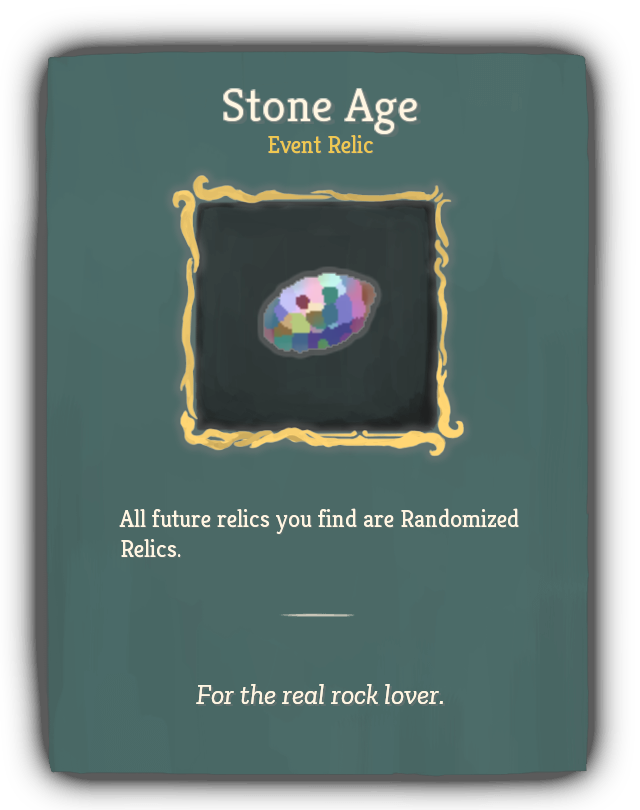 Stone Age
Event Relic
All future relics you find are Randomized
Relics.
For the real rock lover.